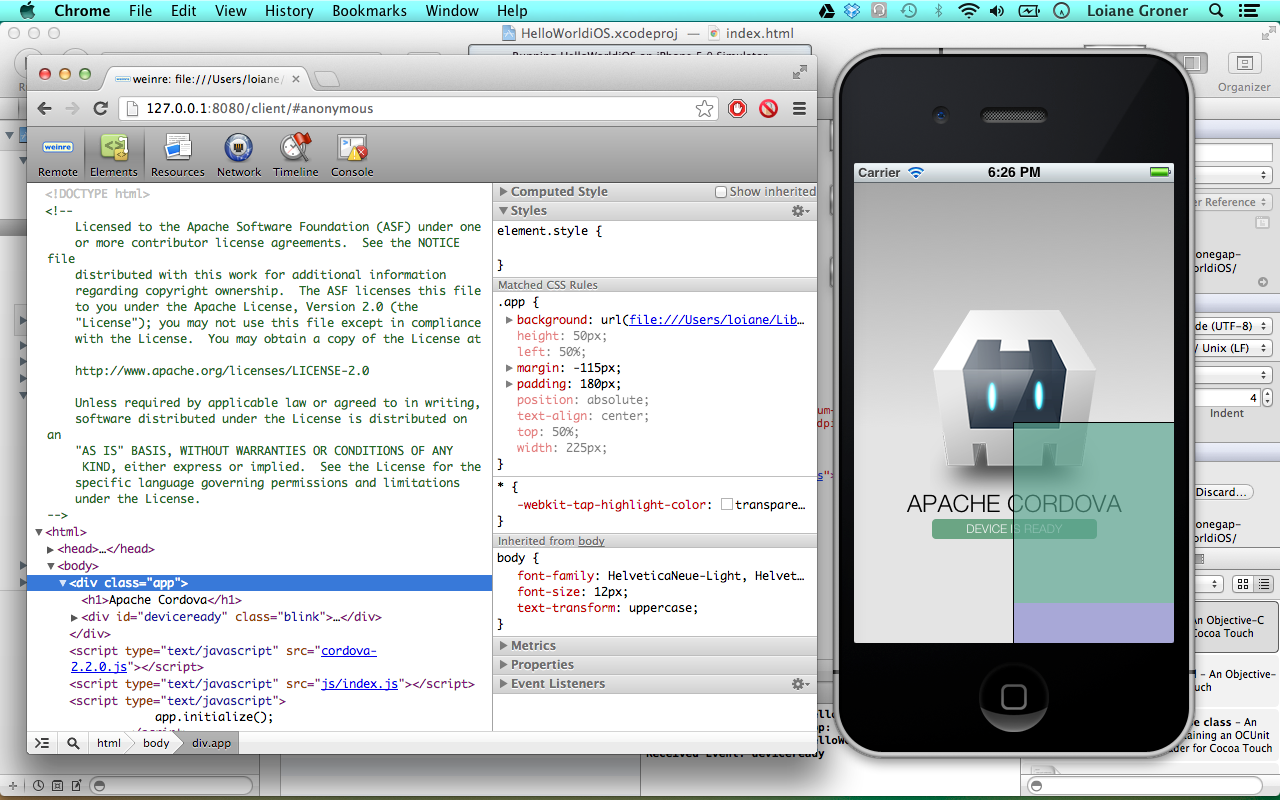 Chrome File Edit View History Bookmarks Window Help Loiane Groner
HelloWorldiOS.xcodeproj — index.html
Running HelloWorldiOS on iPhone 5.0 Simulator
Organizer
weinre: file:///Users/loiane/
127.0.0.1:8080/client/#anonymous
weinre
Remote Elements Resources Network Timeline Console
<!DOCTYPE html>
<!--
Licensed to the Apache Software Foundation (ASF) under one
or more contributor license agreements. See the NOTICE
file
distributed with this work for additional information
regarding copyright ownership. The ASF licenses this file
to you under the Apache License, Version 2.0 (the
"License"); you may not use this file except in compliance
with the License. You may obtain a copy of the License at
http://www.apache.org/licenses/LICENSE-2.0
Unless required by applicable law or agreed to in writing,
software distributed under the License is distributed on
an
"AS IS" BASIS, WITHOUT WARRANTIES OR CONDITIONS OF ANY
KIND, either express or implied. See the License for the
specific language governing permissions and limitations
under the License.
-->
<html>
<head>…</head>
<body>
<div class="app">
<h1>Apache Cordova</h1>
<div id="deviceready" class="blink">…</div>
</div>
<script type="text/javascript" src="cordova-
2.2.0.js"></script>
<script type="text/javascript" src="js/index.js"></script>
<script type="text/javascript">
app.initialize();
html body div.app
Computed Style Show inherited
Styles
element.style {
}
Matched CSS Rules
.app {
background: url(file:///Users/loiane/Lib…
height: 50px;
left: 50%;
margin: -115px;
padding: 180px;
position: absolute;
text-align: center;
top: 50%;
width: 225px;
}
* {
-webkit-tap-highlight-color: transpare…
}
Inherited from body
body {
font-family: HelveticaNeue-Light, Helvet…
font-size: 12px;
text-transform: uppercase;
}
Metrics
Properties
Event Listeners
Received Event: deviceready
Carrier 6:26 PM
APACHE CORDOVA
DEVICE IS READY
er Reference
onegap-
orldiOS/
de (UTF-8)
/ Unix (LF)
4
Indent
Discard...
onegap-
orldiOS/
An Objective-C
Cocoa Touch
- An Objective-
uch
e class - An
aining an OCUnit
ader for Cocoa Touch